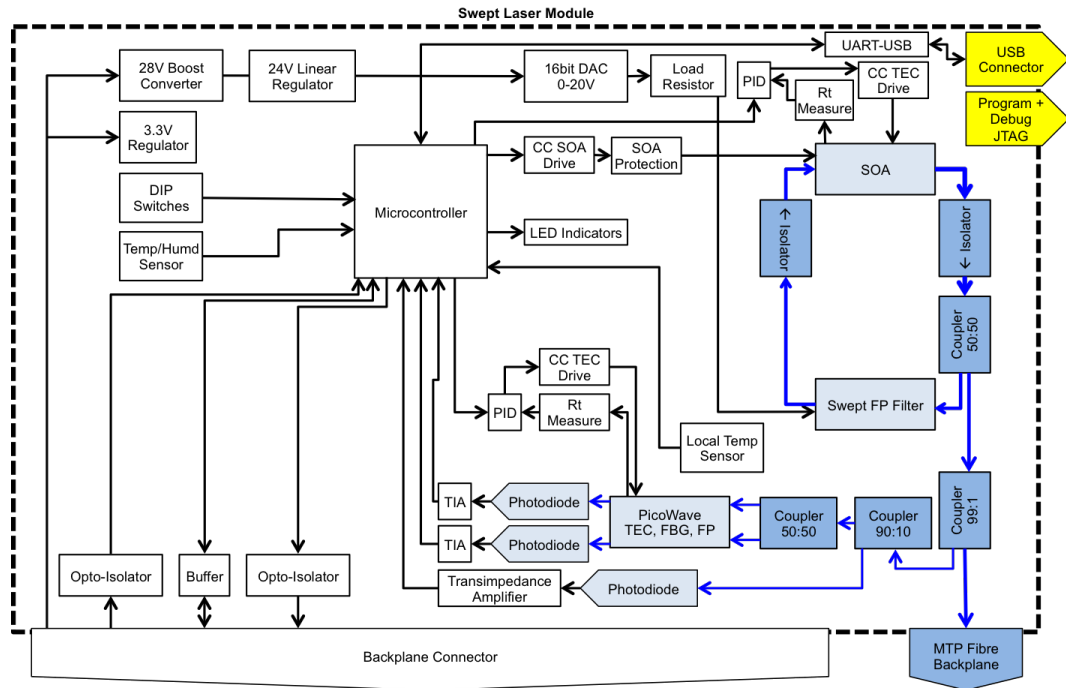 Swept Laser Module
UART-USB
USB
Connector
28V Boost
Converter
24V Linear
Regulator
16bit DAC
0-20V
Load
Resistor
PID
CC TEC
Drive
Rt
Measure
Program +
Debug
JTAG
3.3V
Regulator
CC SOA
Drive
SOA
Protection
SOA
DIP
Switches
Microcontroller
← Isolator
← Isolator
LED Indicators
Temp/Humd
Sensor
Coupler
50:50
CC TEC
Drive
PID
Rt
Measure
Swept FP Filter
Local Temp
Sensor
TIA
Photodiode
PicoWave
TEC, FBG, FP
Coupler
50:50
Coupler
90:10
Coupler
99:1
TIA
Photodiode
Opto-Isolator
Buffer
Opto-Isolator
Transimpedance
Amplifier
Photodiode
Backplane Connector
MTP Fibre
Backplane